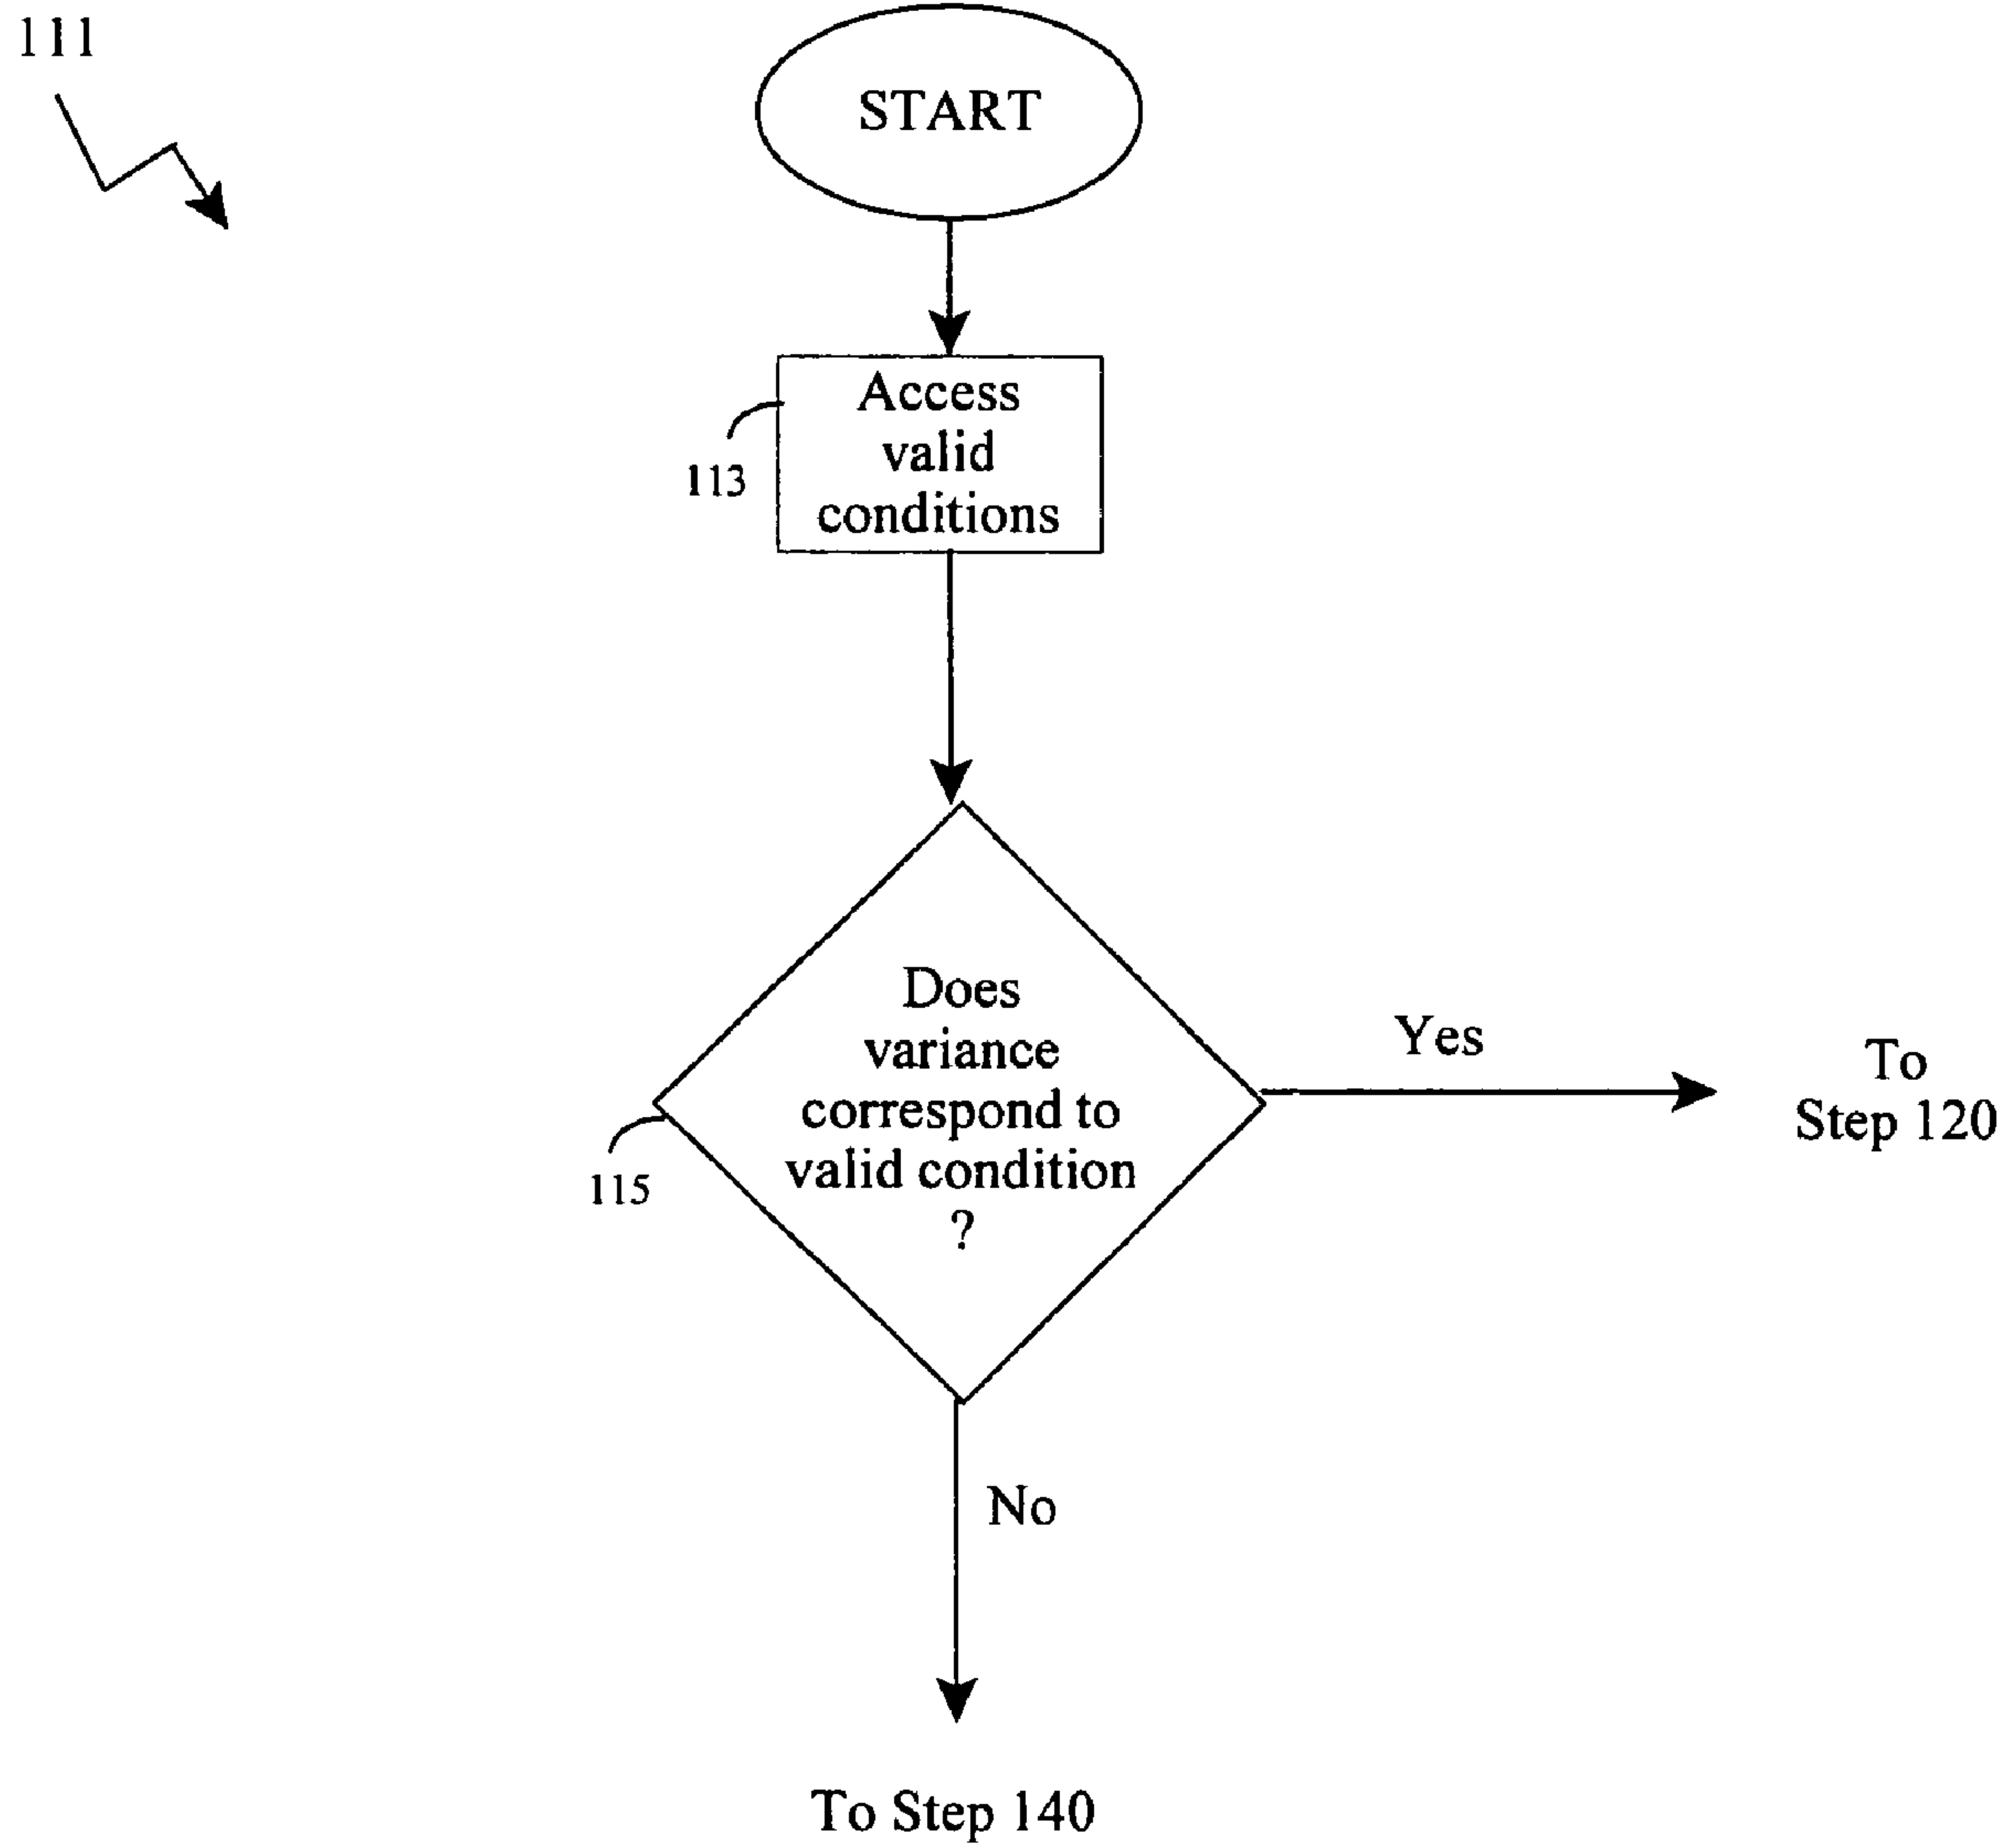 111
START
Access
valid
conditions
113
Does
variance
correspond to
valid condition
?
115
Yes
To
Step 120
No
To Step 140